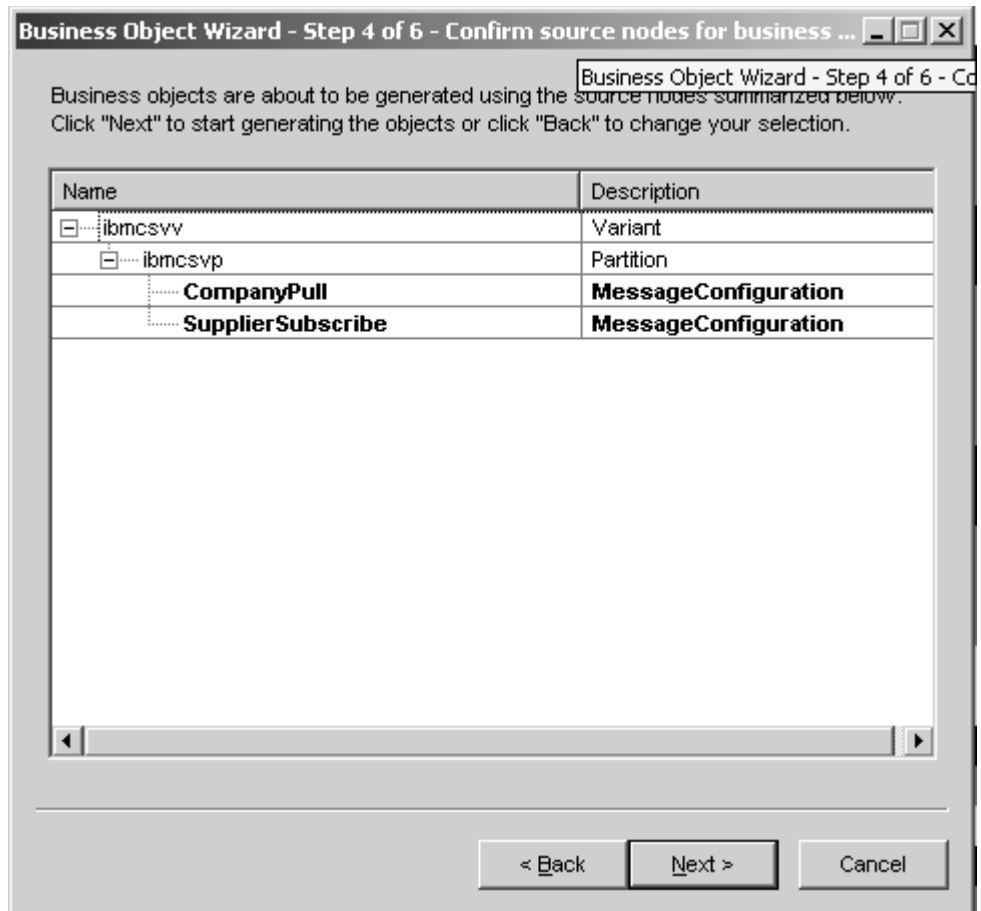 Business Object Wizard - Step 4 of 6 - Confirm source nodes for business ...
Business Object Wizard - Step 4 of 6 - Co
Business objects are about to be generated using the source nodes summarized below.
Click "Next" to start generating the objects or click "Back" to change your selection.
Name Description
ibmcsvv Variant
ibmcsvp Partition
CompanyPull MessageConfiguration
SupplierSubscribe MessageConfiguration
< Back Next > Cancel